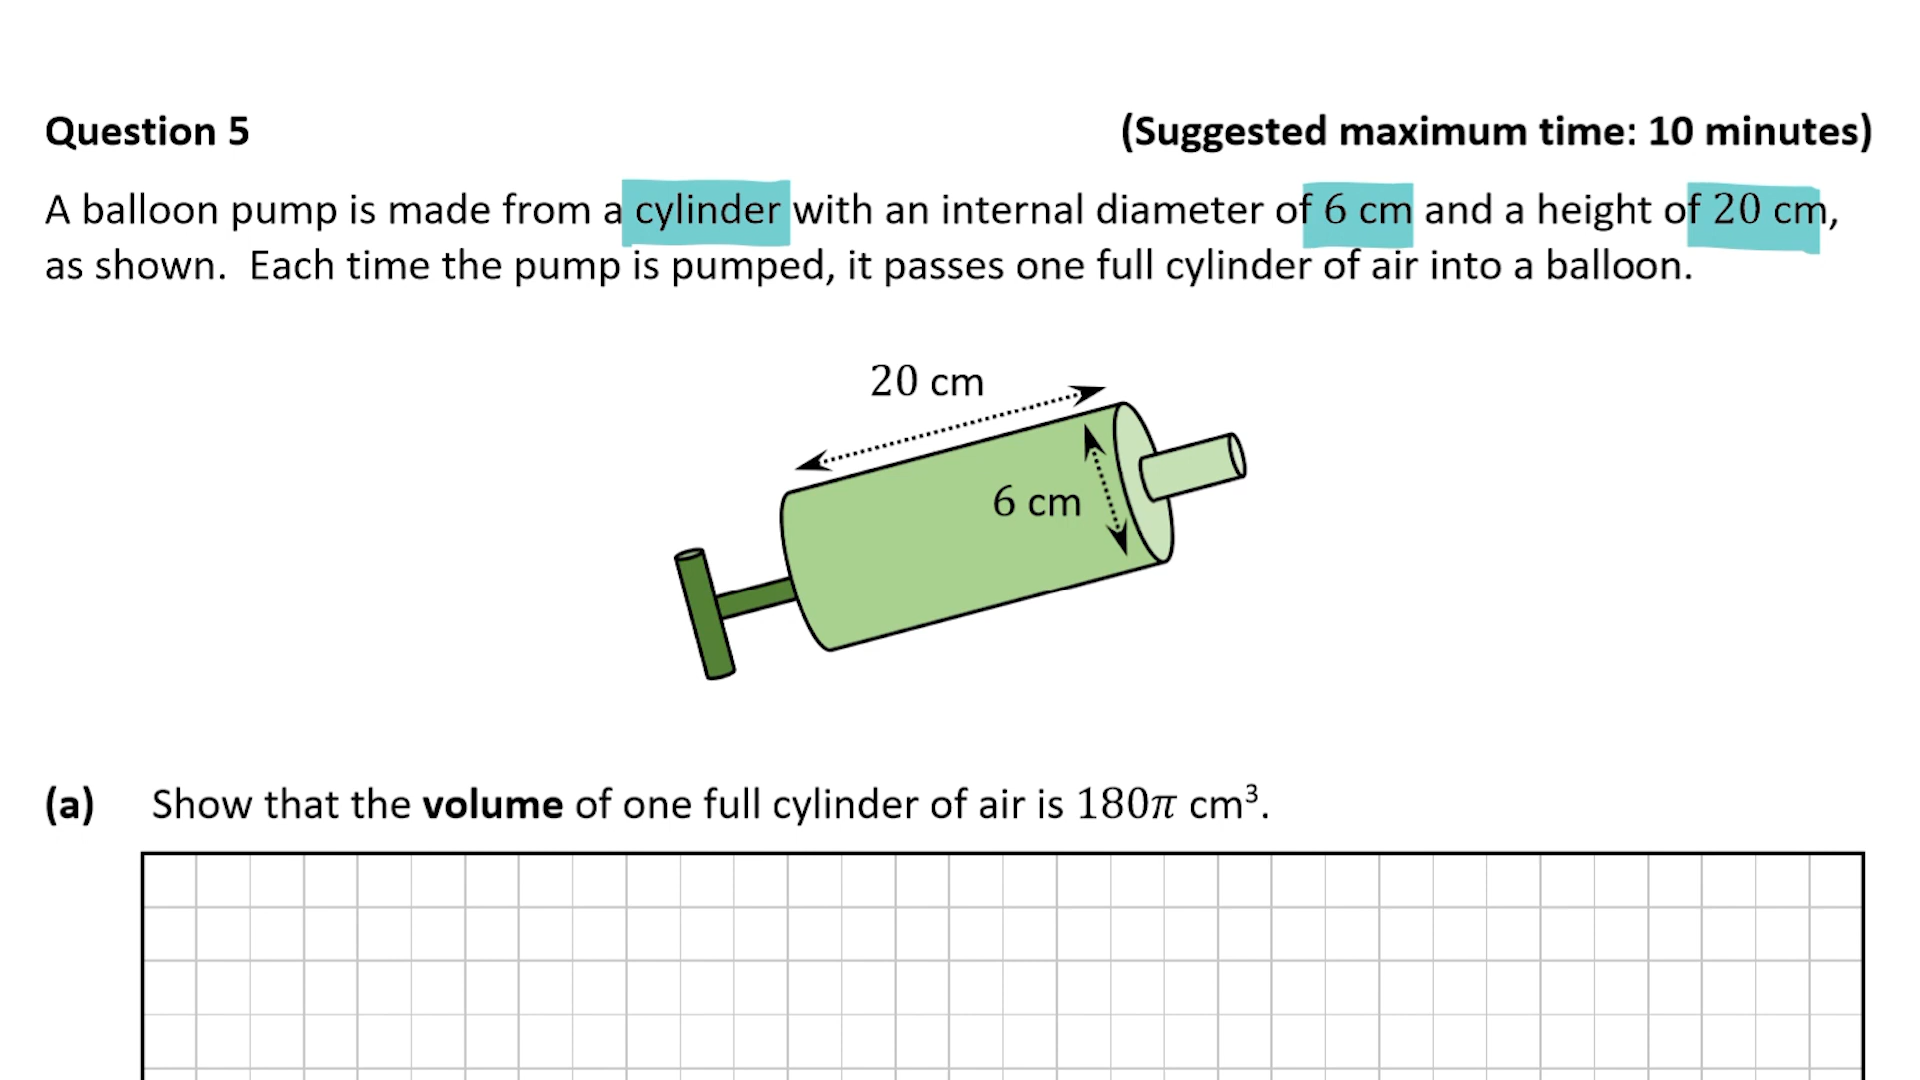 Question 5
(Suggested maximum time: 10 minutes)
A balloon pump is made from a cylinder with an internal diameter of 6 cm and a height of 20 cm,
as shown. Each time the pump is pumped, it passes one full cylinder of air into a balloon.
20 cm
6 cm
(a) Show that the volume of one full cylinder of air is 180π cm³.